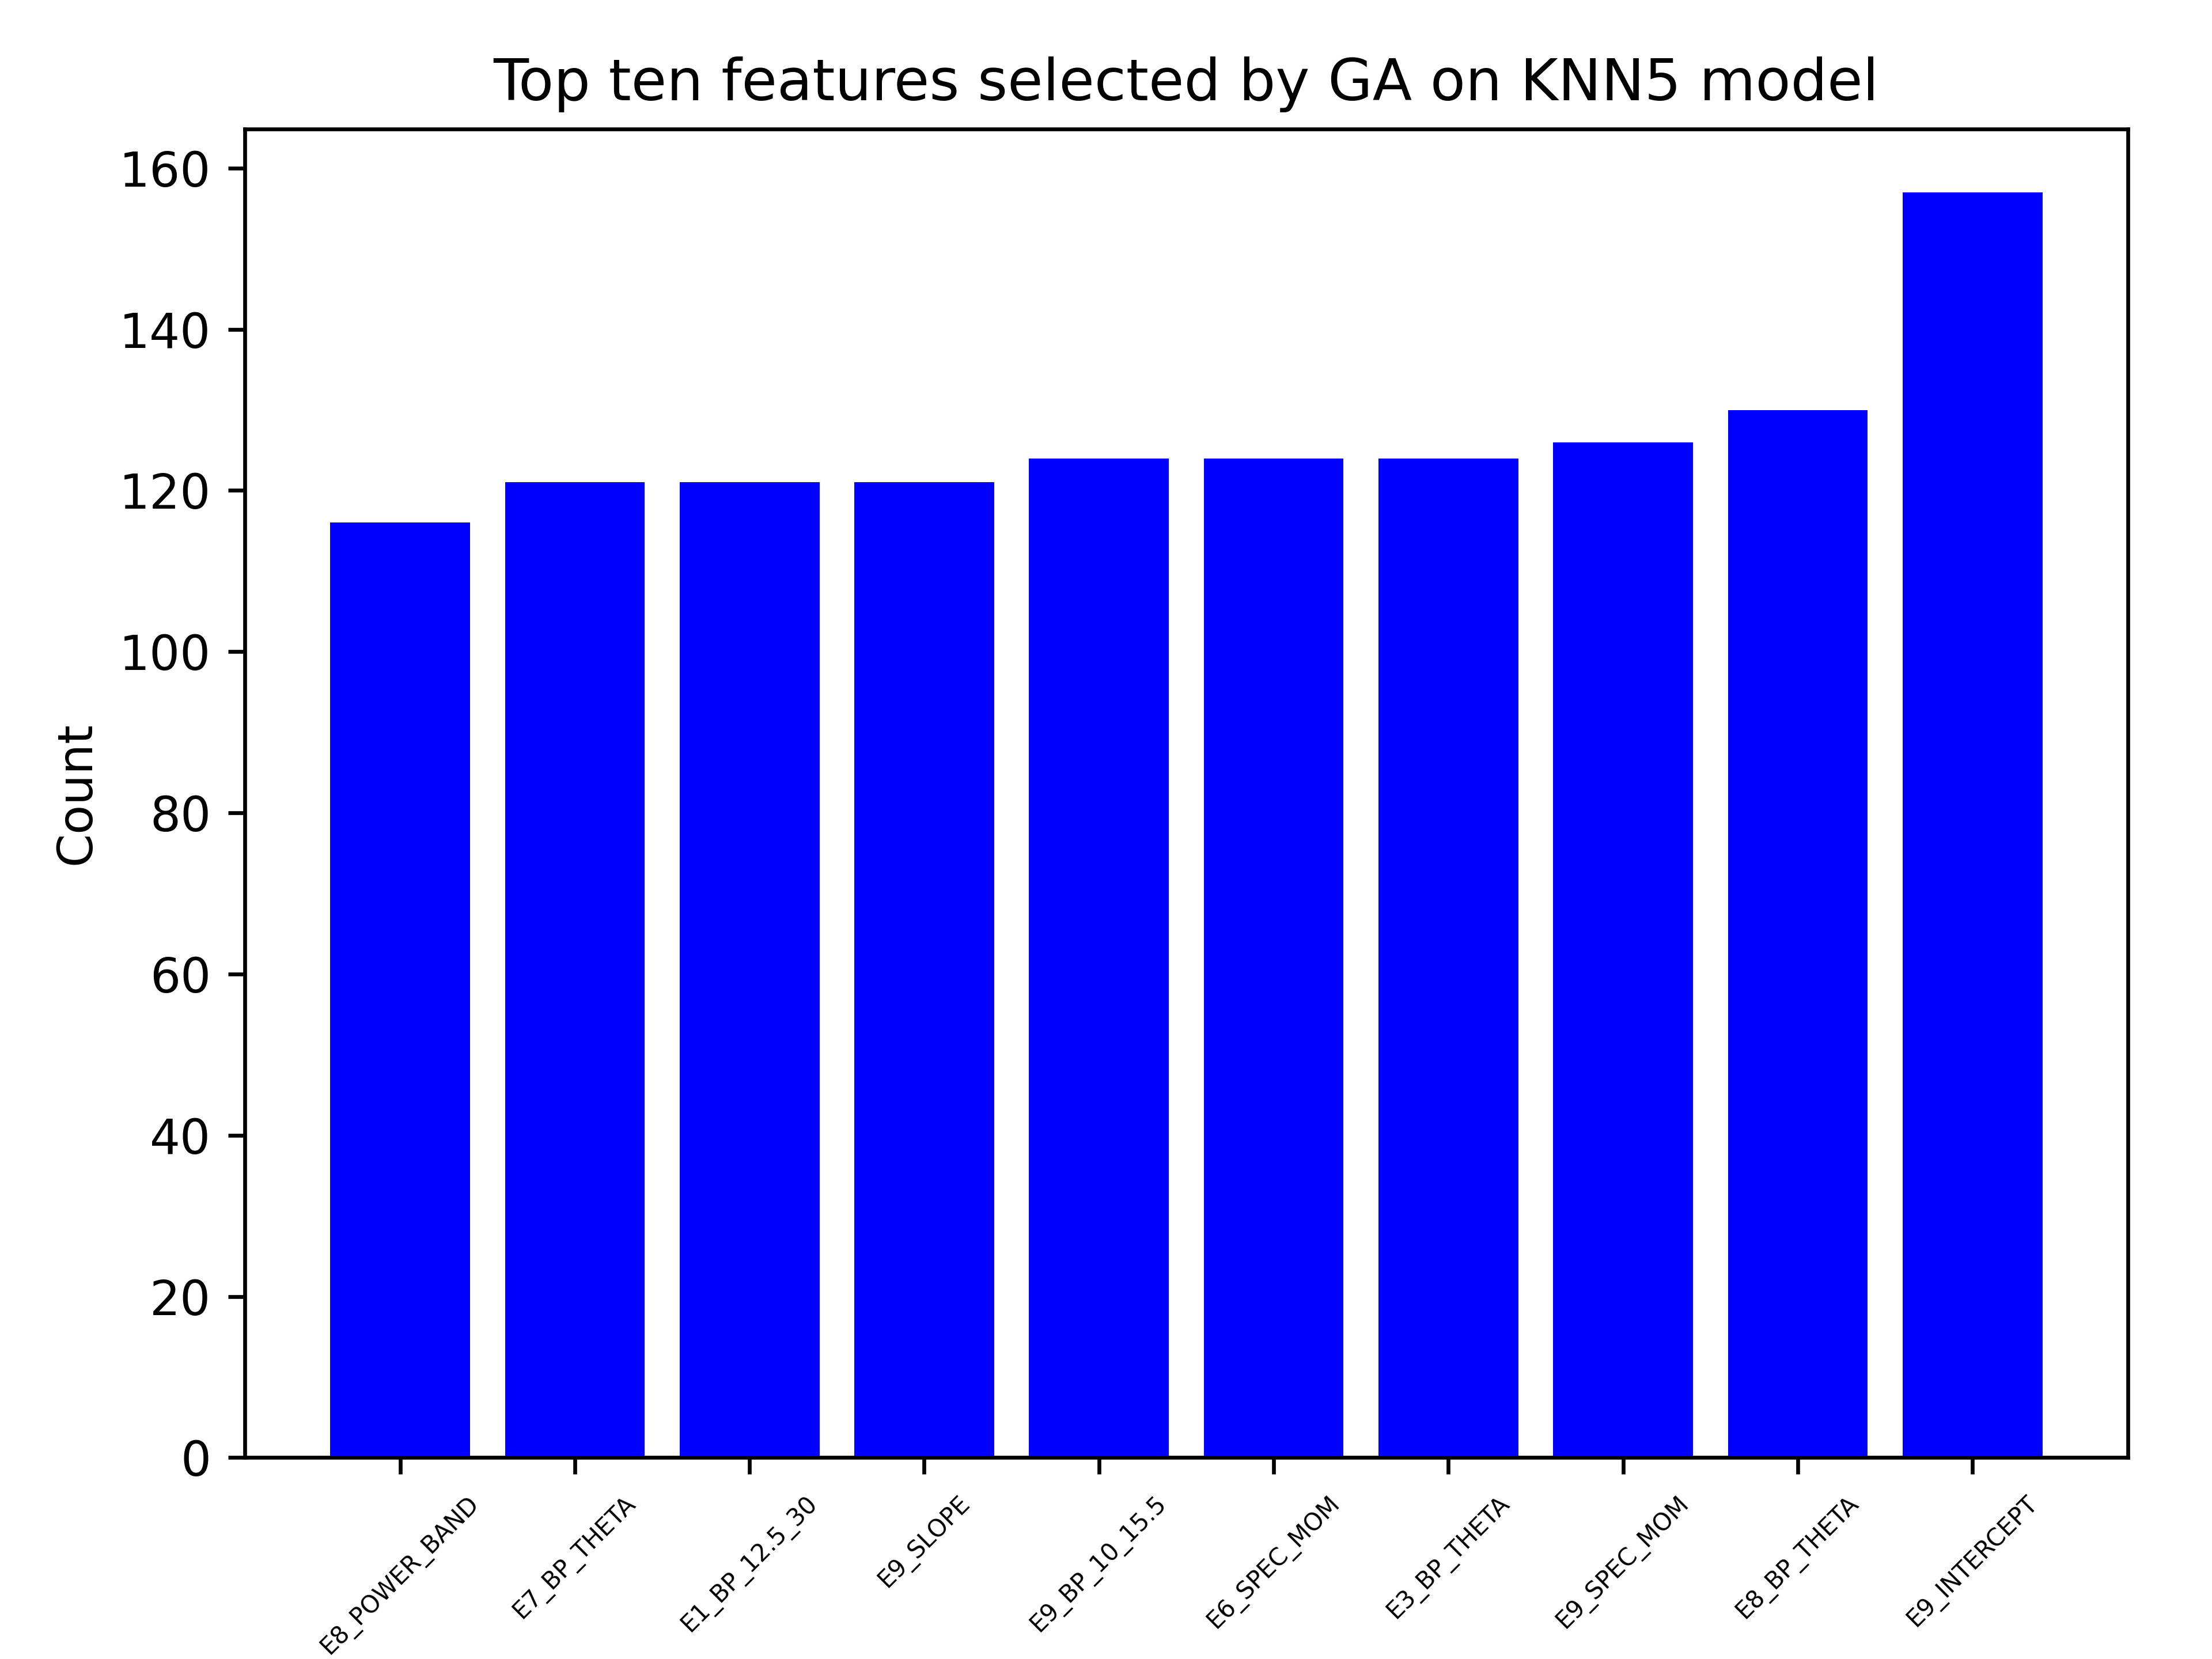 Top ten features selected by GA on KNN5 model
160
140
120
100
80
60
40
20
0
Count
E8_POWER_BAND
E7_BP_THETA
E1_BP_12.5_30
E9_SLOPE
E9_BP_10_15.5
E6_SPEC_MOM
E3_BP_THETA
E9_SPEC_MOM
E8_BP_THETA
E9_INTERCEPT